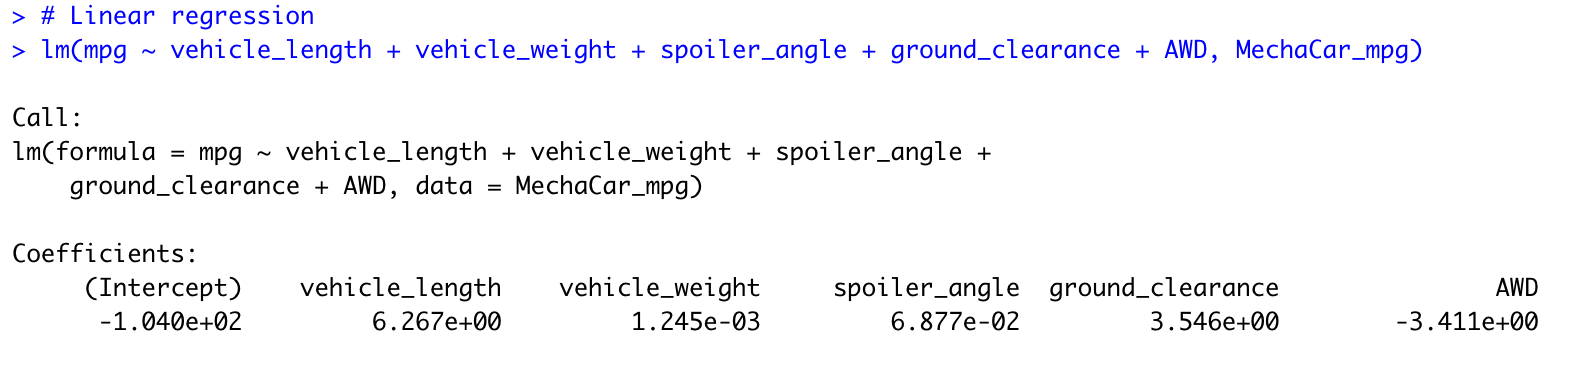 > # Linear regression
> lm(mpg ~ vehicle_length + vehicle_weight + spoiler_angle + ground_clearance + AWD, MechaCar_mpg)
Call:
lm(formula = mpg ~ vehicle_length + vehicle_weight + spoiler_angle +
    ground_clearance + AWD, data = MechaCar_mpg)
Coefficients:
     (Intercept)    vehicle_length    vehicle_weight     spoiler_angle  ground_clearance               AWD
      -1.040e+02         6.267e+00         1.245e-03         6.877e-02         3.546e+00        -3.411e+00